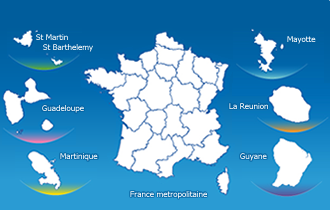 St Martin
St Barthelemy
Mayotte
Guadeloupe
La Reunion
Martinique
Guyane
France metropolitaine